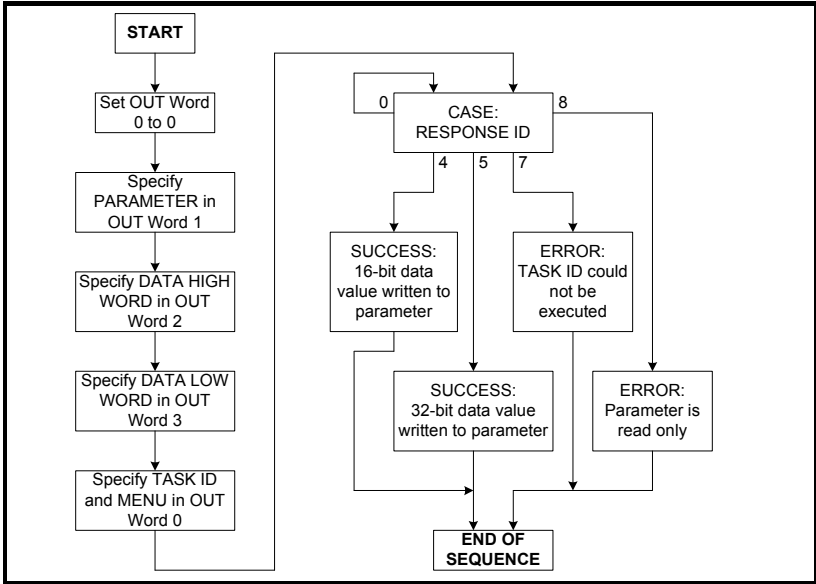 START
Set OUT Word
0 to 0
Specify
PARAMETER in
OUT Word 1
Specify DATA HIGH
WORD in OUT
Word 2
Specify DATA LOW
WORD in OUT
Word 3
Specify TASK ID
and MENU in OUT
Word 0
0
CASE:
RESPONSE ID
8
4
5
7
SUCCESS:
16-bit data
value written to
parameter
ERROR:
TASK ID could
not be
executed
SUCCESS:
32-bit data value
written to parameter
ERROR:
Parameter is
read only
END OF
SEQUENCE